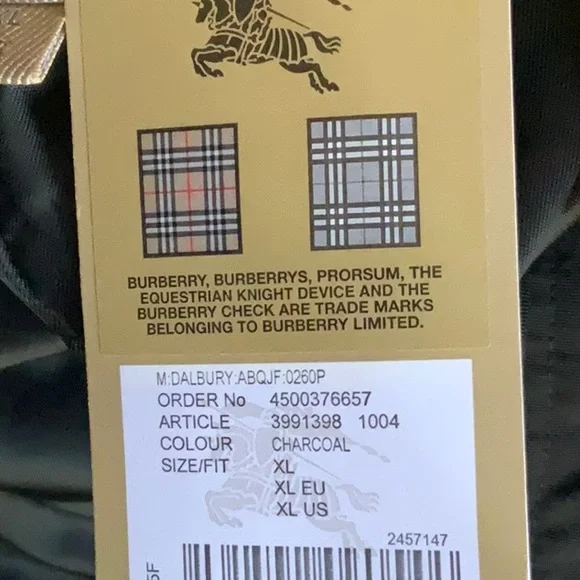 BURBERRY, BURBERRYS, PRORSUM, THE
EQUESTRIAN KNIGHT DEVICE AND THE
BURBERRY CHECK ARE TRADE MARKS
BELONGING TO BURBERRY LIMITED.
M:DALBURY:ABQJF:0260P
ORDER No 4500376657
ARTICLE 3991398 1004
COLOUR CHARCOAL
SIZE/FIT XL
XL EU
XL US
2457147